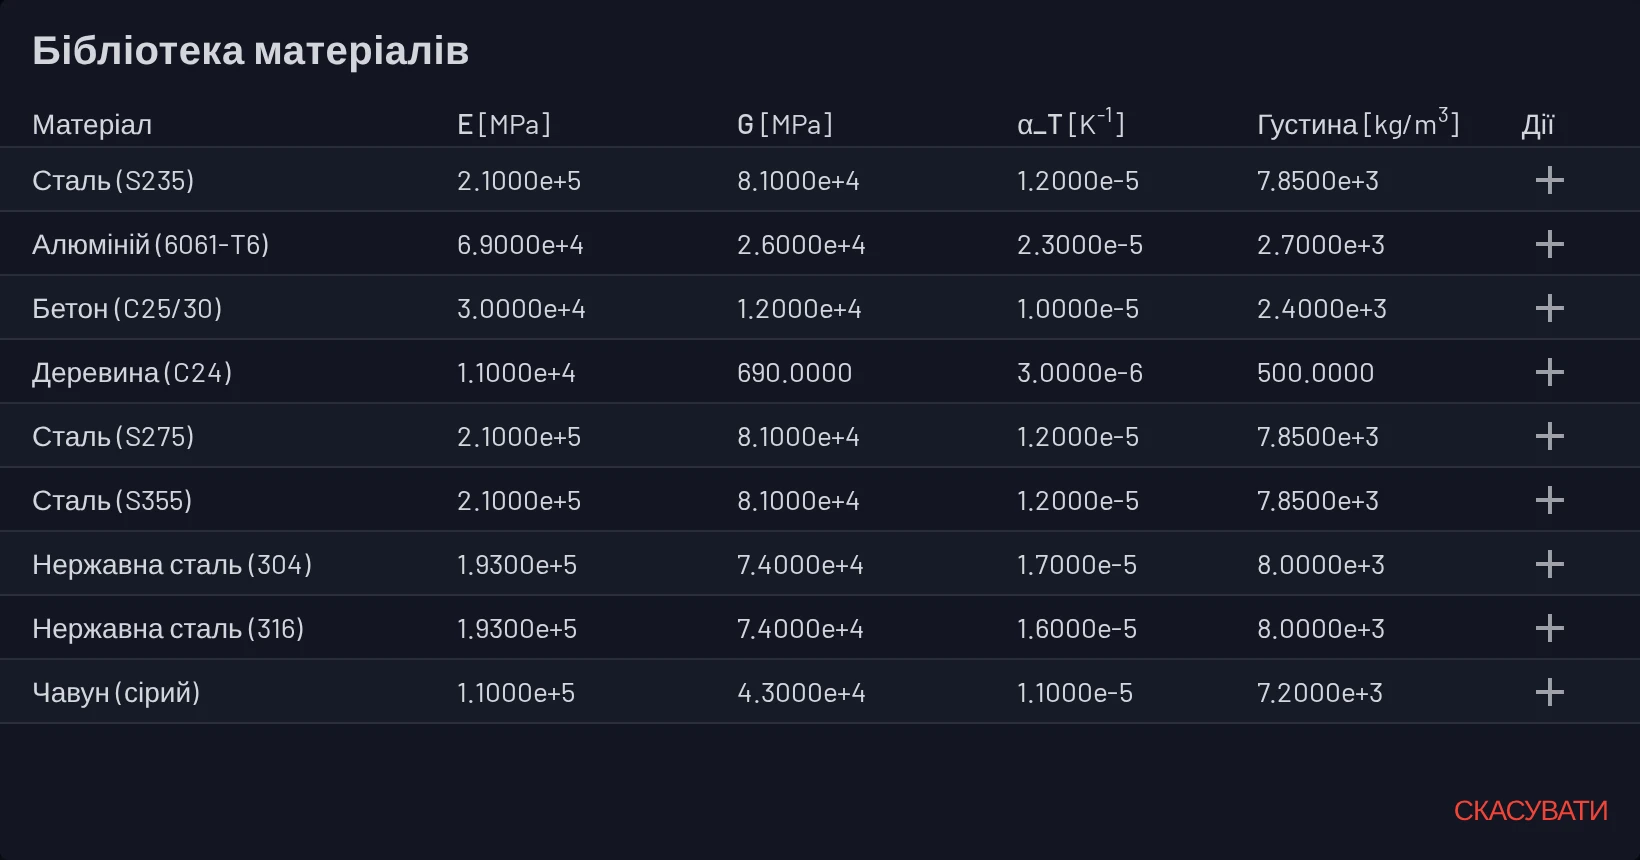 Бібліотека матеріалів
Матеріал E [MPa] G [MPa] α_T [K⁻¹] Густина [kg/m³] Дії
Сталь (S235) 2.1000e+5 8.1000e+4 1.2000e-5 7.8500e+3 +
Алюміній (6061-T6) 6.9000e+4 2.6000e+4 2.3000e-5 2.7000e+3 +
Бетон (C25/30) 3.0000e+4 1.2000e+4 1.0000e-5 2.4000e+3 +
Деревина (C24) 1.1000e+4 690.0000 3.0000e-6 500.0000 +
Сталь (S275) 2.1000e+5 8.1000e+4 1.2000e-5 7.8500e+3 +
Сталь (S355) 2.1000e+5 8.1000e+4 1.2000e-5 7.8500e+3 +
Нержавна сталь (304) 1.9300e+5 7.4000e+4 1.7000e-5 8.0000e+3 +
Нержавна сталь (316) 1.9300e+5 7.4000e+4 1.6000e-5 8.0000e+3 +
Чавун (сірий) 1.1000e+5 4.3000e+4 1.1000e-5 7.2000e+3 +
СКАСУВАТИ